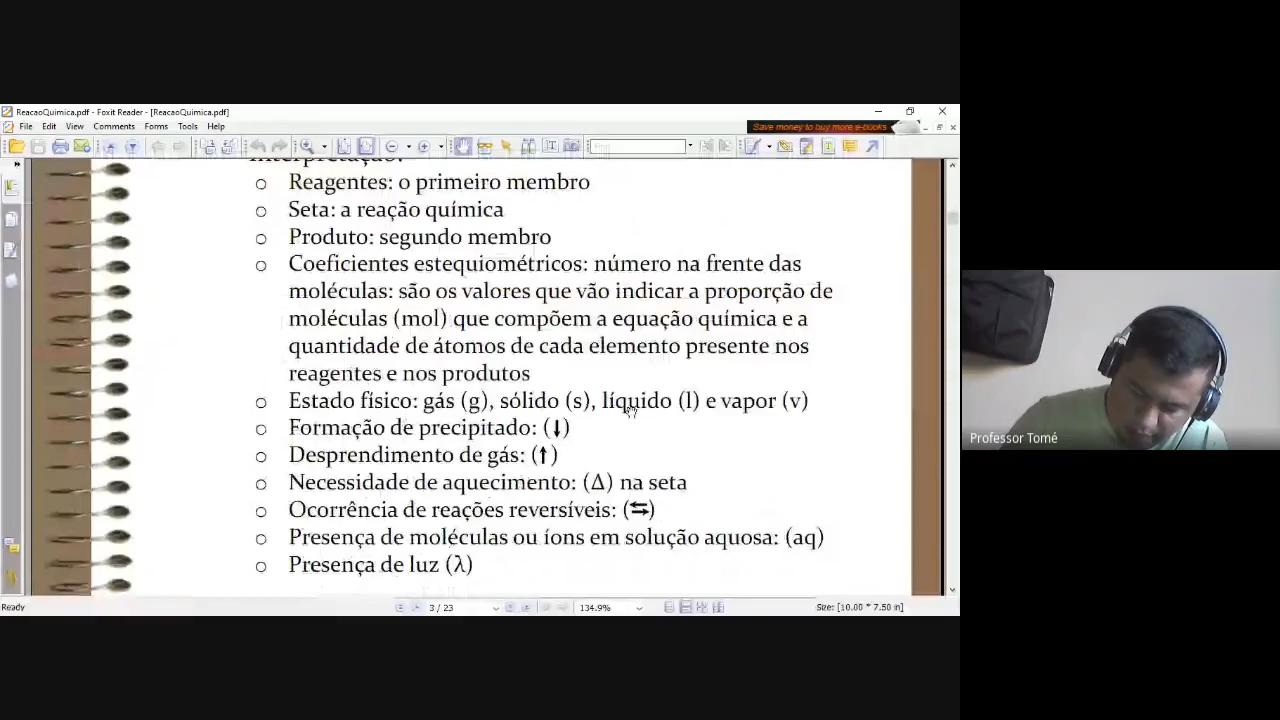 ReacaoQuimica.pdf - Foxit Reader - [ReacaoQuimica.pdf]
File Edit View Comments Forms Tools Help
Save money to buy more e-books
Find
Interpretação:
o Reagentes: o primeiro membro
o Seta: a reação química
o Produto: segundo membro
o Coeficientes estequiométricos: número na frente das
moléculas: são os valores que vão indicar a proporção de
moléculas (mol) que compõem a equação química e a
quantidade de átomos de cada elemento presente nos
reagentes e nos produtos
o Estado físico: gás (g), sólido (s), líquido (l) e vapor (v)
o Formação de precipitado: (↓)
o Desprendimento de gás: (↑)
o Necessidade de aquecimento: (Δ) na seta
o Ocorrência de reações reversíveis: (⇆)
o Presença de moléculas ou íons em solução aquosa: (aq)
o Presença de luz (λ)
Ready
3 / 23
134.9%
Size: [10.00 * 7.50 in]
Professor Tomé